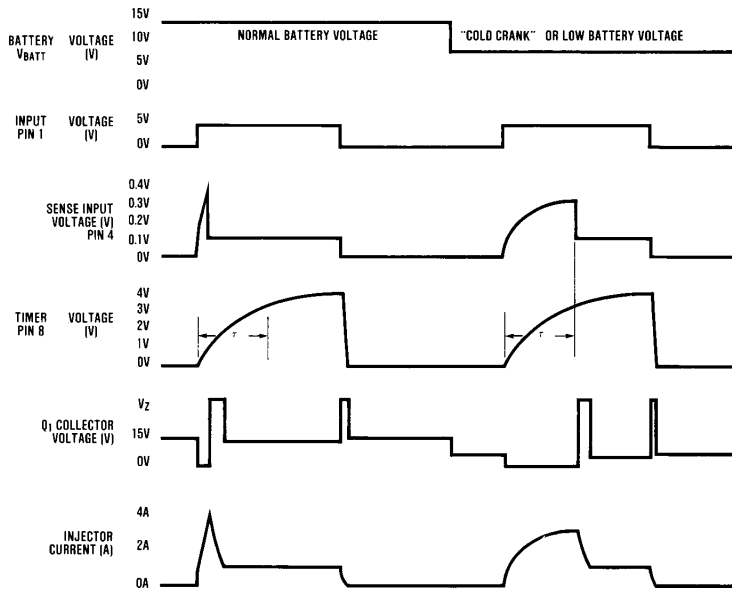 BATTERY VOLTAGE
VBATT (V)
15V
10V
5V
0V
NORMAL BATTERY VOLTAGE
"COLD CRANK" OR LOW BATTERY VOLTAGE
INPUT VOLTAGE
PIN 1 (V)
5V
0V
SENSE INPUT
VOLTAGE (V)
PIN 4
0.4V
0.3V
0.2V
0.1V
0V
TIMER VOLTAGE
PIN 8 (V)
4V
3V
2V
1V
0V
τ
τ
Q1 COLLECTOR
VOLTAGE (V)
VZ
15V
0V
INJECTOR
CURRENT (A)
4A
2A
0A